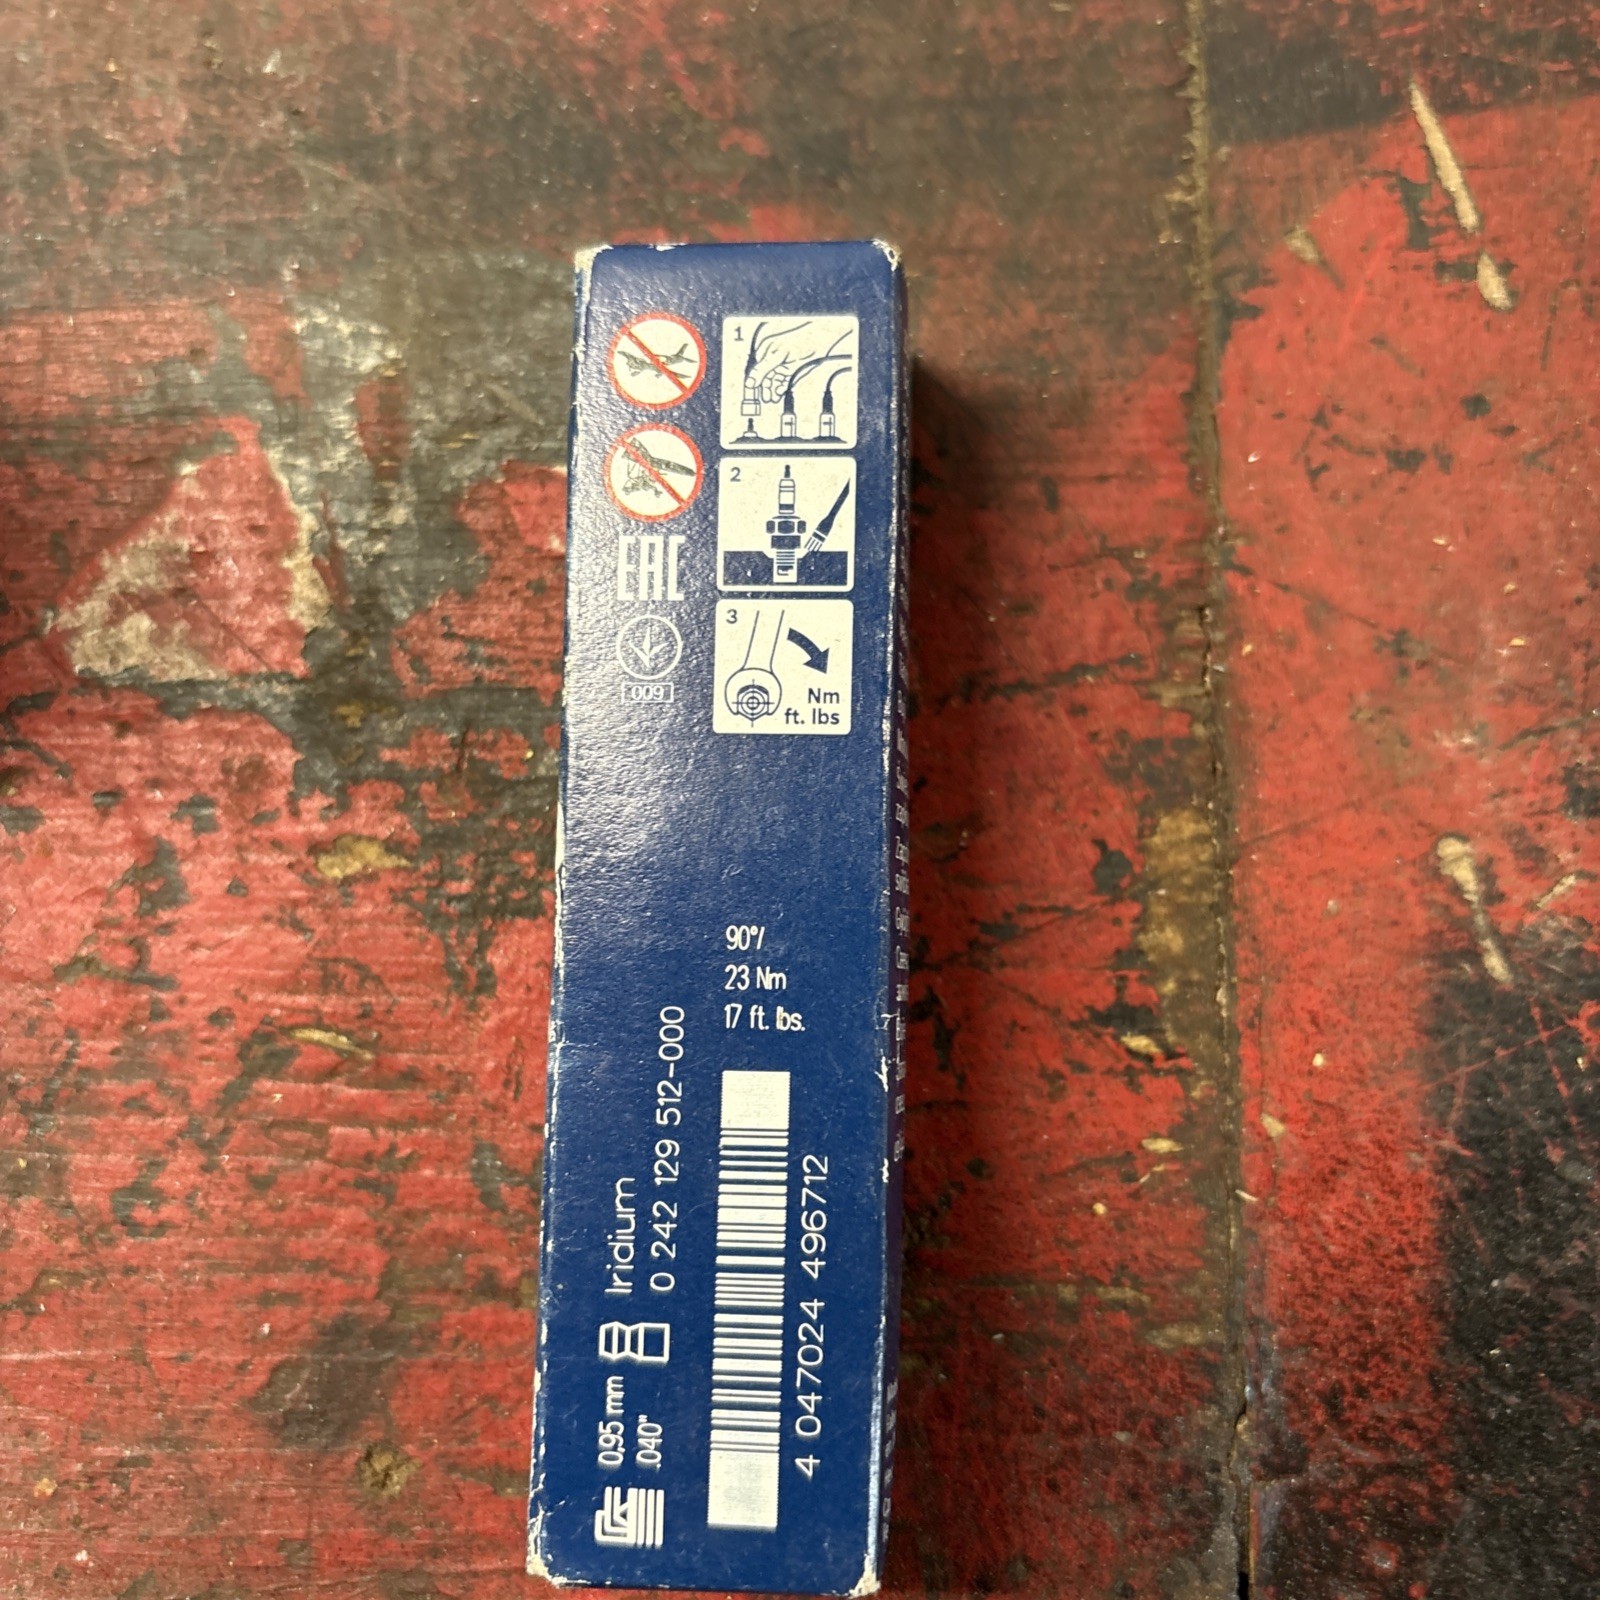 1
2
3
Nm
ft. lbs
EAC
009
90°/
23 Nm
17 ft. lbs.
Iridium
0 242 129 512-000
0.95 mm
.040"
4 047024 496712